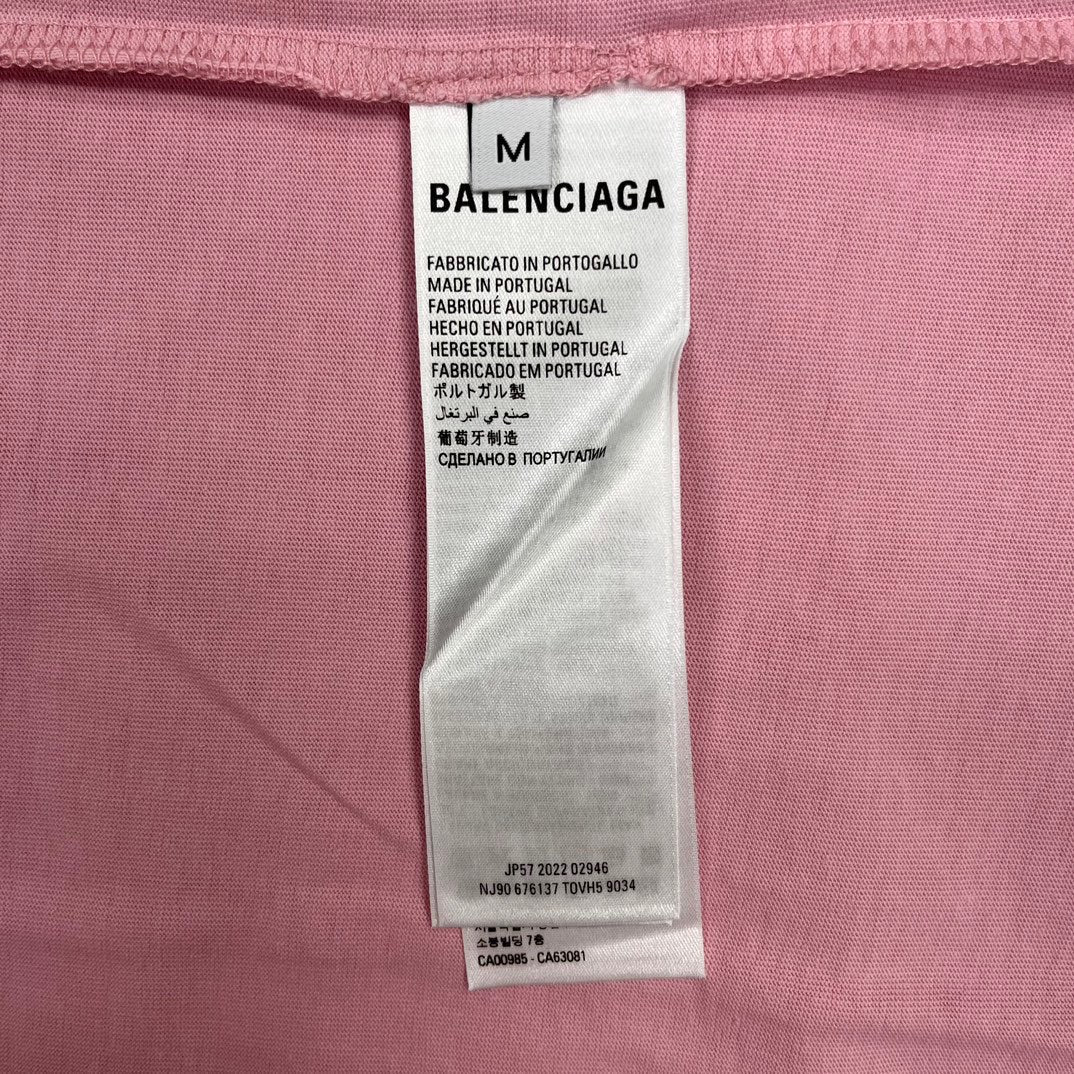 M
BALENCIAGA
FABBRICATO IN PORTOGALLO
MADE IN PORTUGAL
FABRIQUÉ AU PORTUGAL
HECHO EN PORTUGAL
HERGESTELLT IN PORTUGAL
FABRICADO EM PORTUGAL
ポルトガル製
صنع في البرتغال
葡萄牙制造
СДЕЛАНО В ПОРТУГАЛИИ
JP57 2022 02946
NJ90 676137 TOVH5 9034
소봉빌딩 7층
CA00985 - CA63081